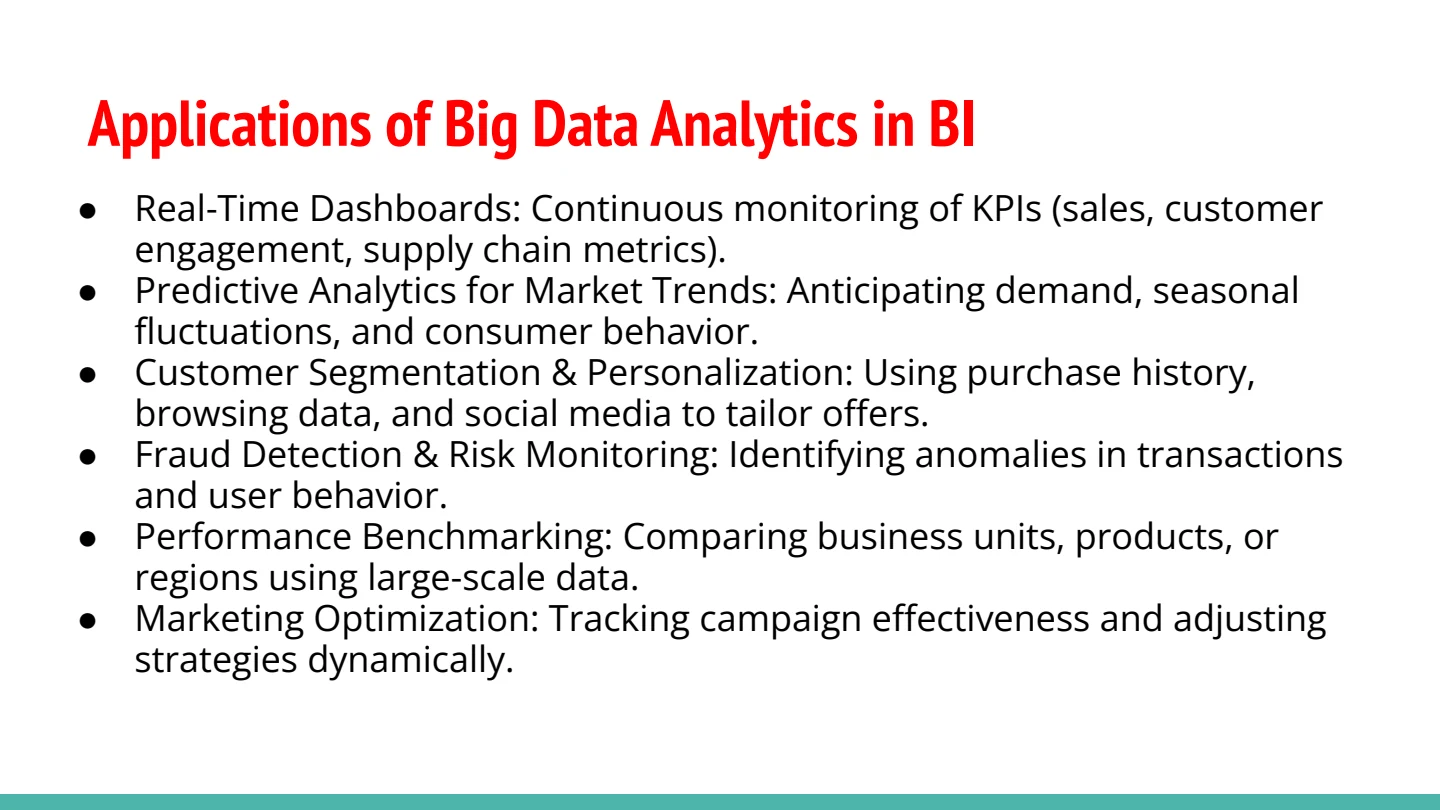 Applications of Big Data Analytics in BI
● Real-Time Dashboards: Continuous monitoring of KPIs (sales, customer
engagement, supply chain metrics).
● Predictive Analytics for Market Trends: Anticipating demand, seasonal
fluctuations, and consumer behavior.
● Customer Segmentation & Personalization: Using purchase history,
browsing data, and social media to tailor offers.
● Fraud Detection & Risk Monitoring: Identifying anomalies in transactions
and user behavior.
● Performance Benchmarking: Comparing business units, products, or
regions using large-scale data.
● Marketing Optimization: Tracking campaign effectiveness and adjusting
strategies dynamically.